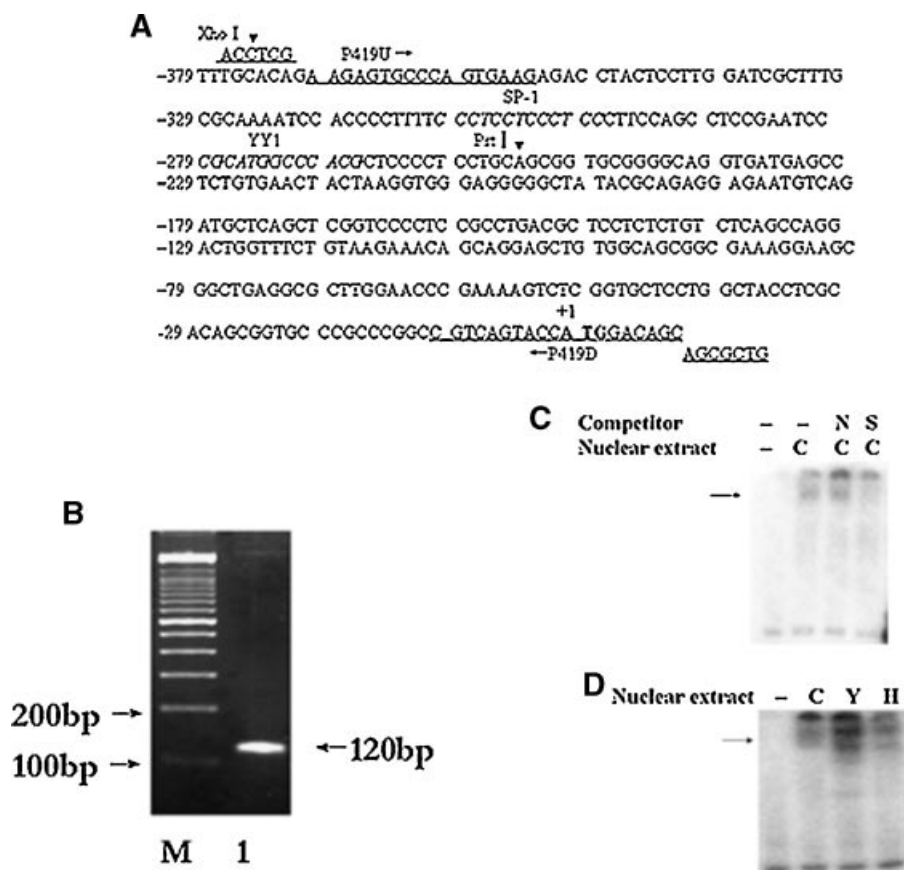 A
Xho I
ACCTCG
P419U →
-379 TTTGCACAGA AGAGTGCCCA GTGAAGAGAC CCTACTCCTTG GATCGCTTTG
SP-1
-329 CGCAAAATCC ACCCCTTTTC CCCTCCTCCCT CCCTTCCAGC CTCCGAATCC
YY1
Pst I
-279 CGCATGGCCC ACGCTCCCCT CCTGCAGCGG TGCGGGGCAG GTGATGAGCC
-229 TCTGTGAACT ACTAAGGTGG GAGGGGGCTA TACGCAGAGG AGAATGTCAG
-179 ATGCTCAGCT CGGTCCCCTC CGCCTGACGC TCCTCTCTGT CTCAGCCAGG
-129 ACTGGTTTCT GTAAGAAACA GCAGGAGCTG TGGCAGCGGC GAAAGGAAGC
-79 GGCTGAGGCG CTTGGAACCC GAAAAGTCTC GGTGCTCCTG GCTACCTCGC
+1
-29 ACAGCGGTGC CCGCCCGGCC GTCAGTACCA TGGACAGC
←P419D
AGCGCTG
C
Competitor – – N S
Nuclear extract – C C C
B
200bp →
100bp →
←120bp
M 1
D
Nuclear extract – C Y H